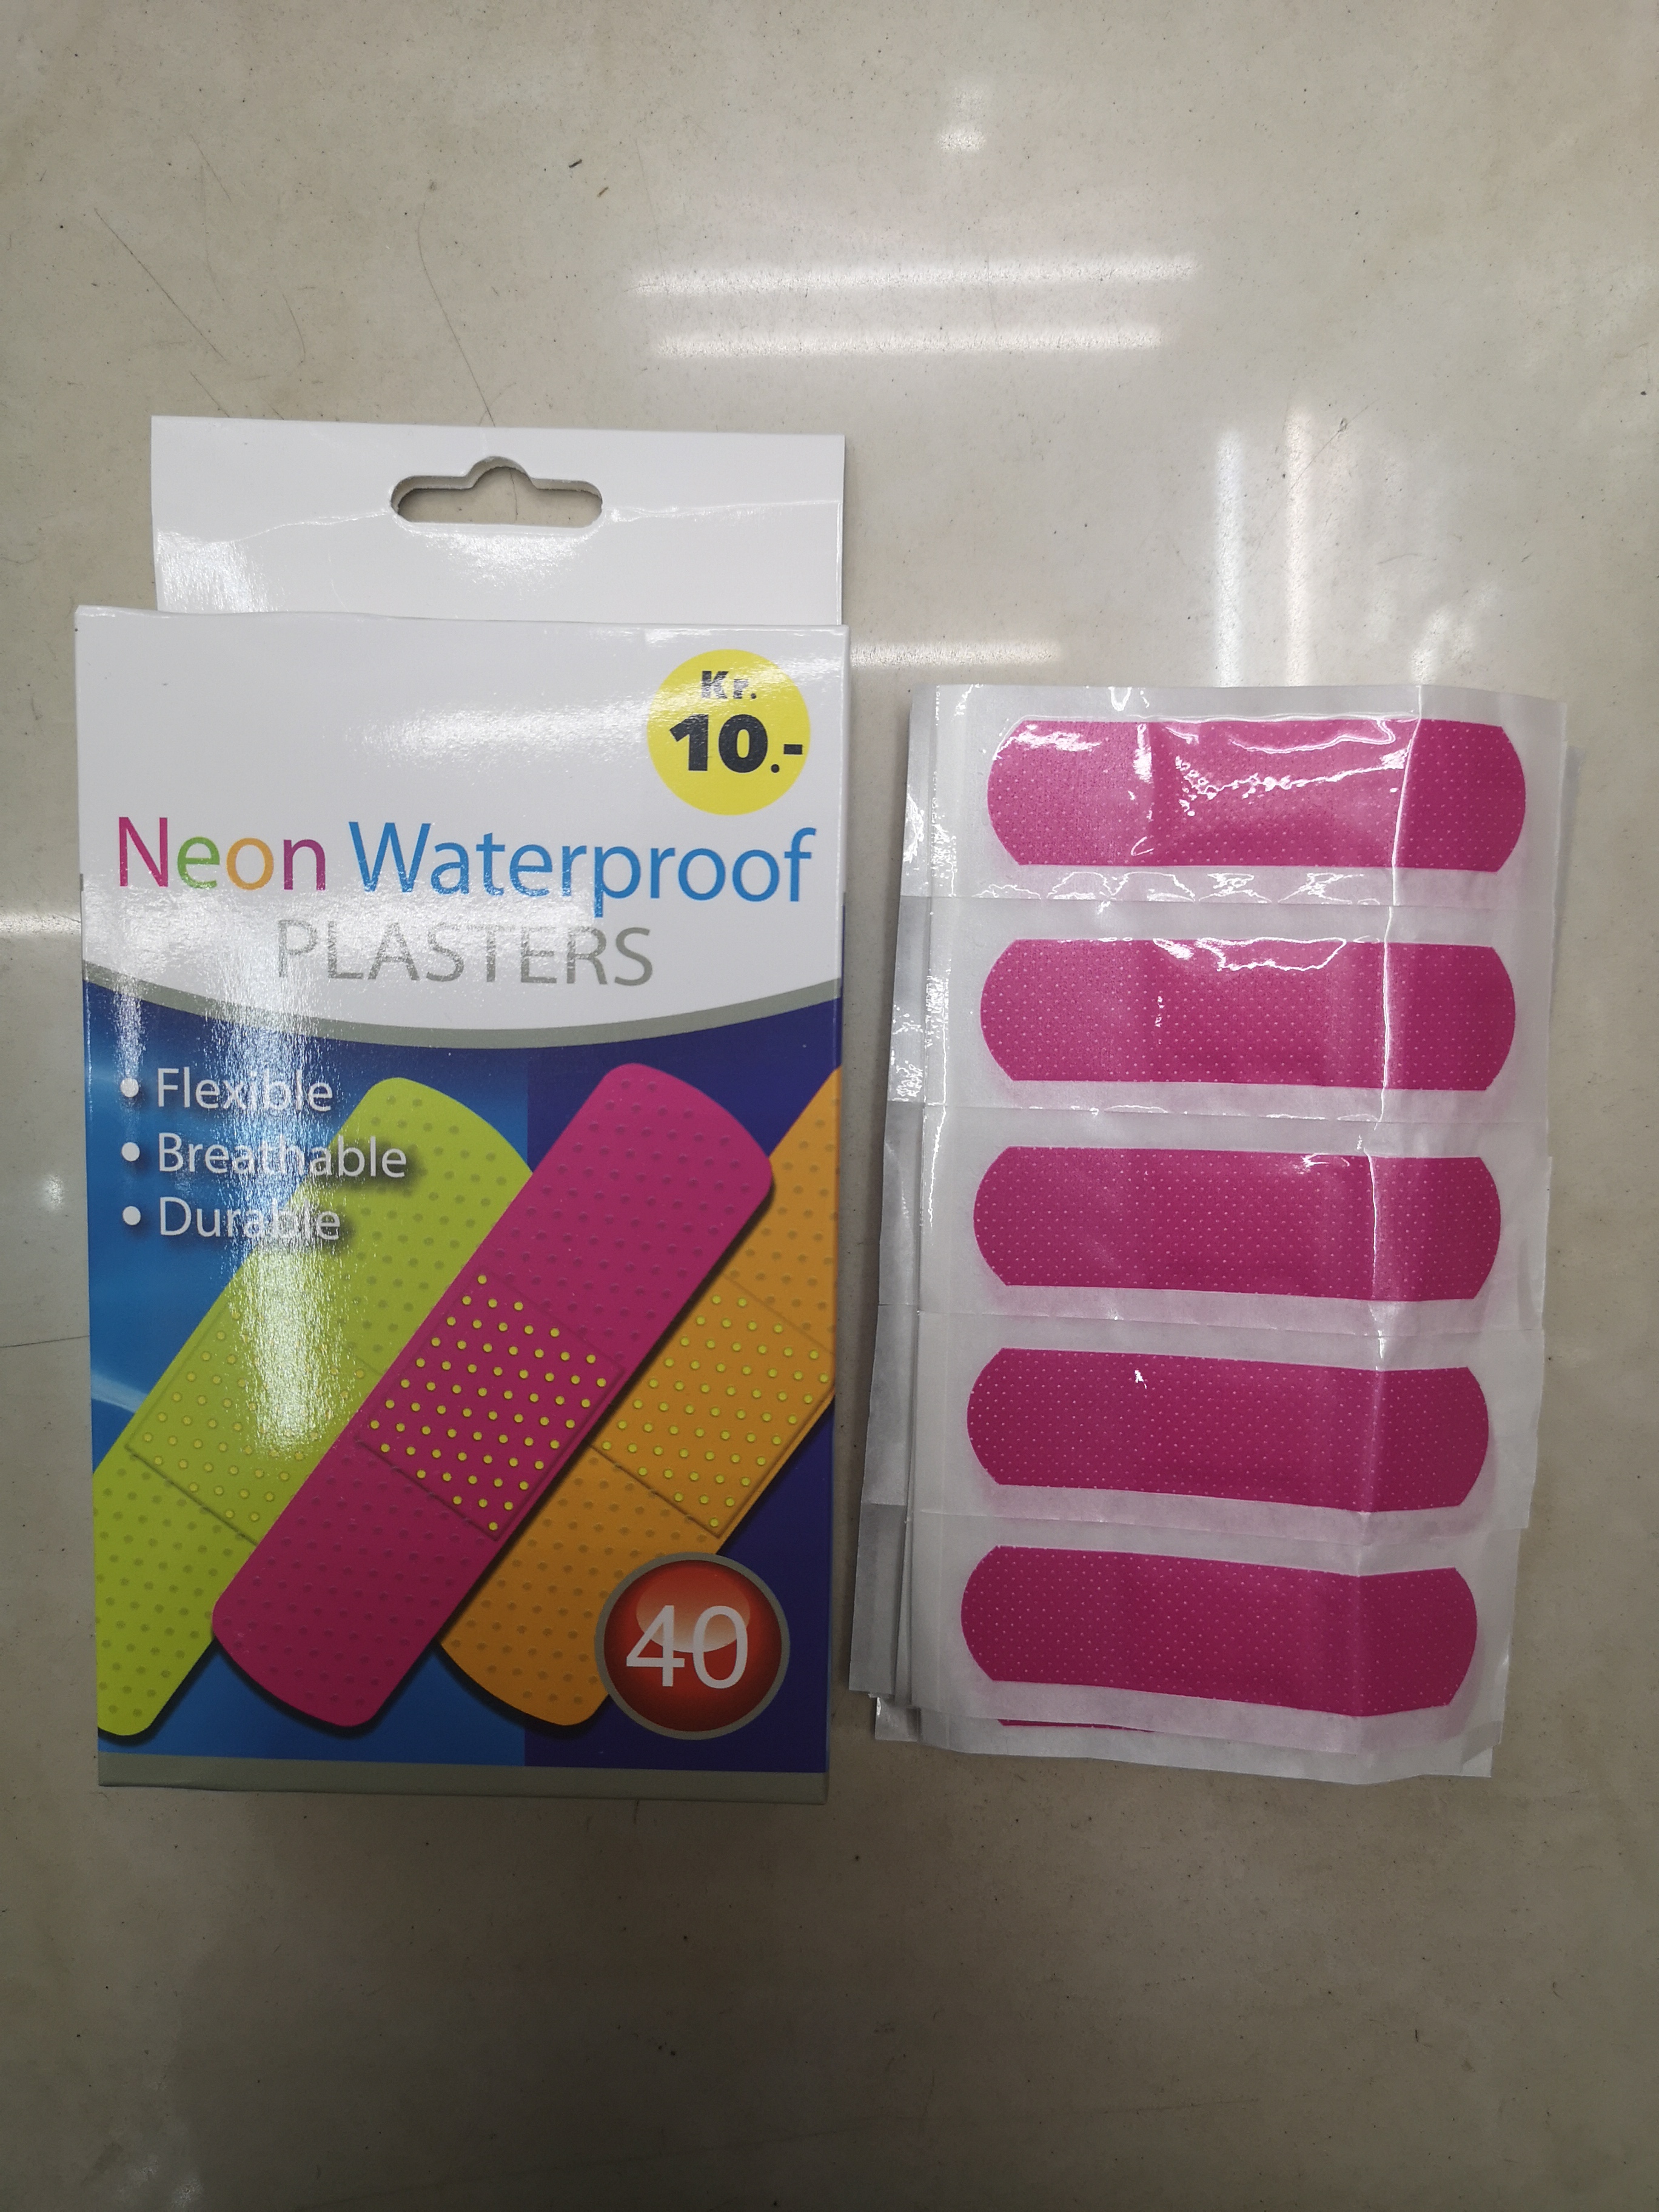 Kr.
10.-
Neon Waterproof
PLASTERS
• Flexible
• Breathable
• Durable
40